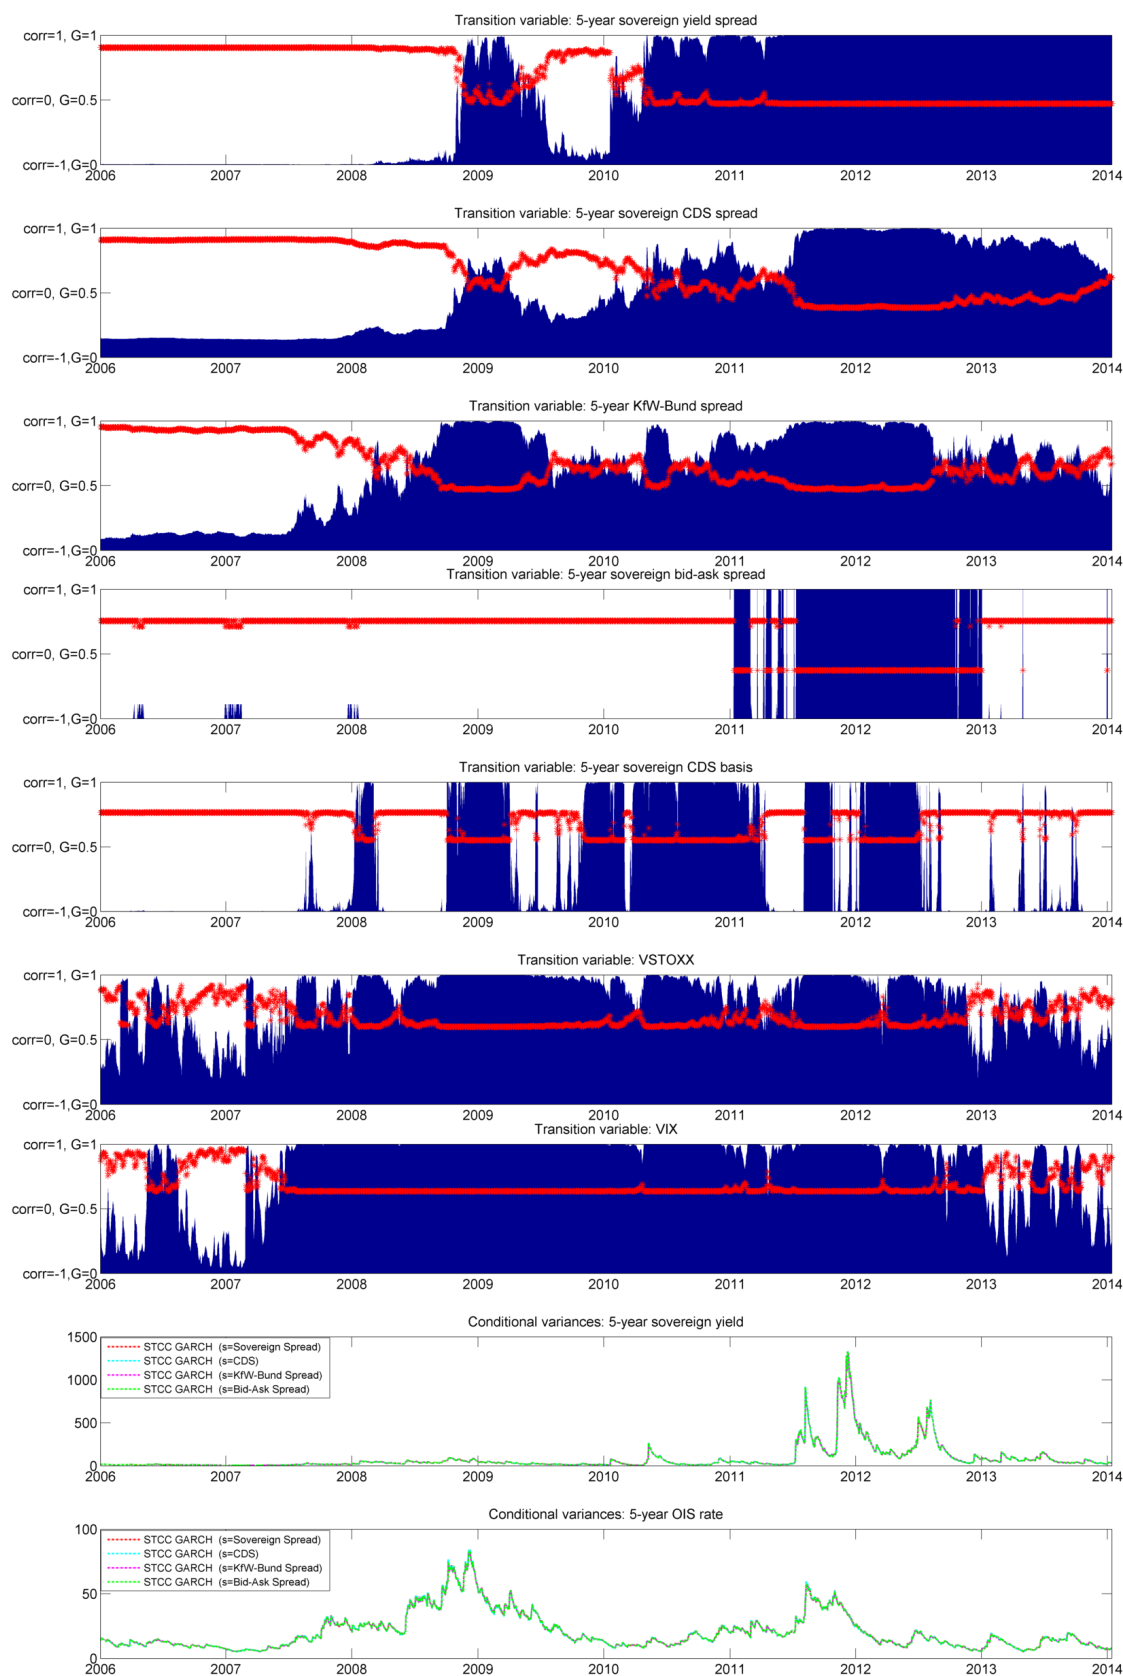 Transition variable: 5-year sovereign yield spread
corr=1, G=1
corr=0, G=0.5
corr=-1,G=0
2006 2007 2008 2009 2010 2011 2012 2013 2014
Transition variable: 5-year sovereign CDS spread
corr=1, G=1
corr=0, G=0.5
corr=-1,G=0
2006 2007 2008 2009 2010 2011 2012 2013 2014
Transition variable: 5-year KfW-Bund spread
corr=1, G=1
corr=0, G=0.5
corr=-1,G=0
2006 2007 2008 2009 2010 2011 2012 2013 2014
Transition variable: 5-year sovereign bid-ask spread
corr=1, G=1
corr=0, G=0.5
corr=-1,G=0
2006 2007 2008 2009 2010 2011 2012 2013 2014
Transition variable: 5-year sovereign CDS basis
corr=1, G=1
corr=0, G=0.5
corr=-1,G=0
2006 2007 2008 2009 2010 2011 2012 2013 2014
Transition variable: VSTOXX
corr=1, G=1
corr=0, G=0.5
corr=-1,G=0
2006 2007 2008 2009 2010 2011 2012 2013 2014
Transition variable: VIX
corr=1, G=1
corr=0, G=0.5
corr=-1,G=0
2006 2007 2008 2009 2010 2011 2012 2013 2014
Conditional variances: 5-year sovereign yield
1500
STCC GARCH (s=Sovereign Spread)
STCC GARCH (s=CDS)
STCC GARCH (s=KfW-Bund Spread)
STCC GARCH (s=Bid-Ask Spread)
1000
500
0
2006 2007 2008 2009 2010 2011 2012 2013 2014
Conditional variances: 5-year OIS rate
100
STCC GARCH (s=Sovereign Spread)
STCC GARCH (s=CDS)
STCC GARCH (s=KfW-Bund Spread)
STCC GARCH (s=Bid-Ask Spread)
50
0
2006 2007 2008 2009 2010 2011 2012 2013 2014